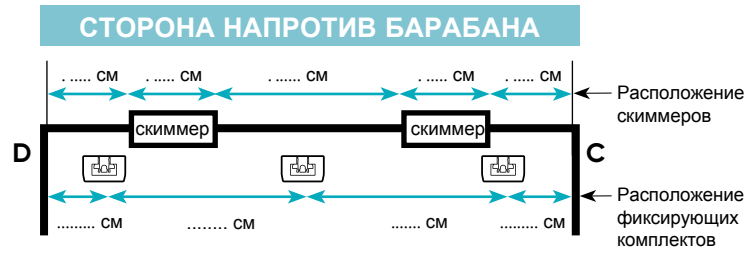 СТОРОНА НАПРОТИВ БАРАБАНА
. ..... см . ..... см . ...... см . ..... см . ..... см
Расположение
скиммеров
скиммер скиммер
D C
Расположение
фиксирующих
комплектов
......... см ........ см ....... см ......... см